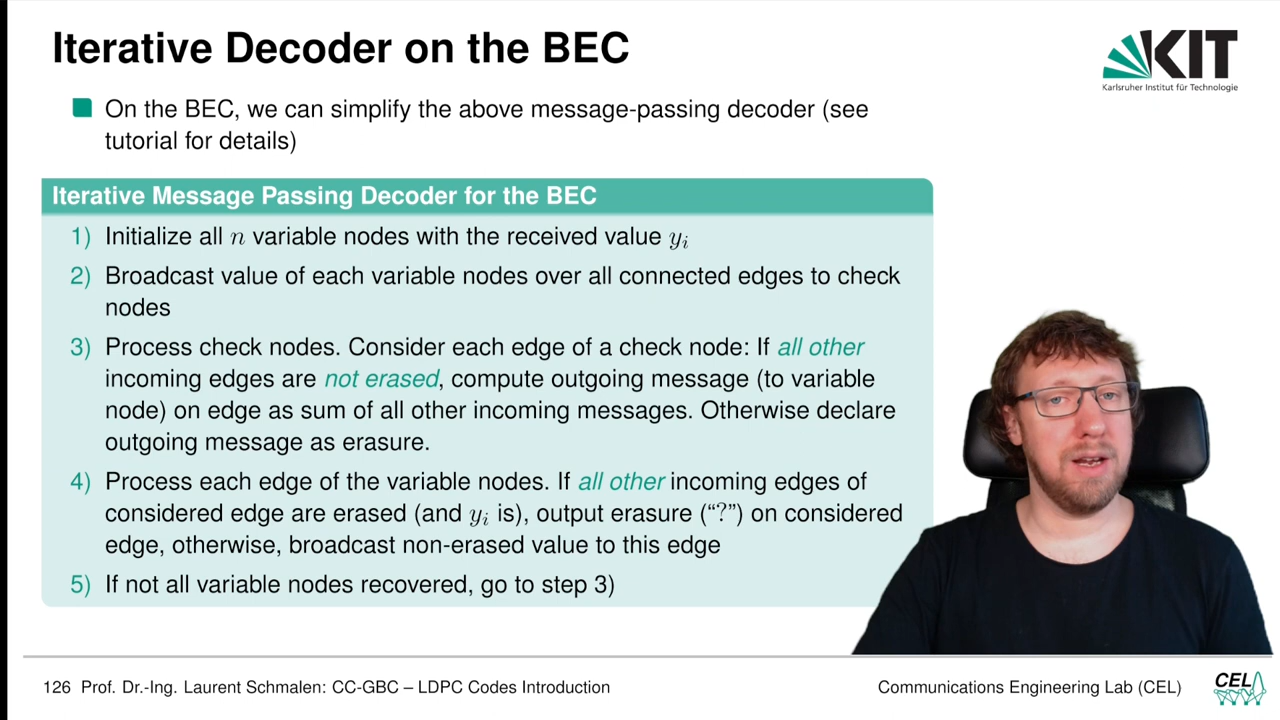 Iterative Decoder on the BEC
KIT
Karlsruher Institut für Technologie
On the BEC, we can simplify the above message-passing decoder (see
tutorial for details)
Iterative Message Passing Decoder for the BEC
1) Initialize all n variable nodes with the received value yᵢ
2) Broadcast value of each variable nodes over all connected edges to check
nodes
3) Process check nodes. Consider each edge of a check node: If all other
incoming edges are not erased, compute outgoing message (to variable
node) on edge as sum of all other incoming messages. Otherwise declare
outgoing message as erasure.
4) Process each edge of the variable nodes. If all other incoming edges of
considered edge are erased (and yᵢ is), output erasure (“?”) on considered
edge, otherwise, broadcast non-erased value to this edge
5) If not all variable nodes recovered, go to step 3)
126 Prof. Dr.-Ing. Laurent Schmalen: CC-GBC – LDPC Codes Introduction
Communications Engineering Lab (CEL)
CEL